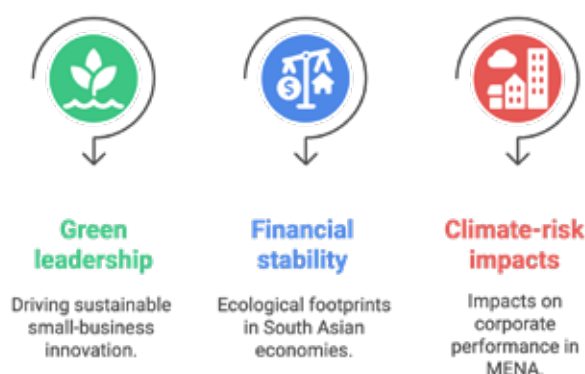 $
Green
leadership
Driving sustainable
small-business
innovation.
Financial
stability
Ecological footprints
in South Asian
economies.
Climate-risk
impacts
Impacts on
corporate
performance in
MENA.